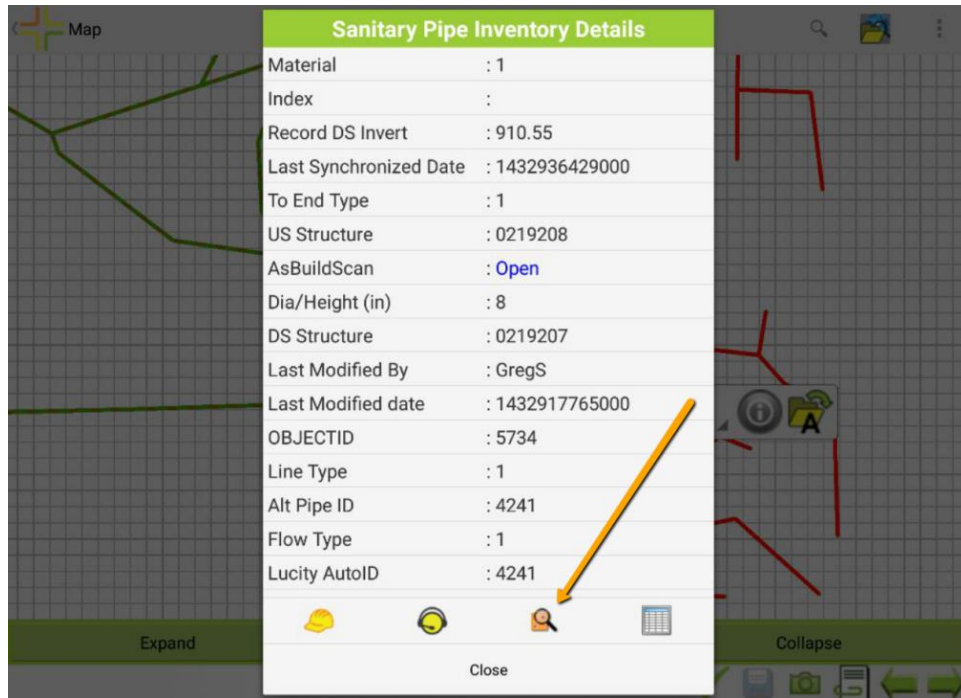 Map
Sanitary Pipe Inventory Details
Material : 1
Index :
Record DS Invert : 910.55
Last Synchronized Date : 1432936429000
To End Type : 1
US Structure : 0219208
AsBuildScan : Open
Dia/Height (in) : 8
DS Structure : 0219207
Last Modified By : GregS
Last Modified date : 1432917765000
OBJECTID : 5734
Line Type : 1
Alt Pipe ID : 4241
Flow Type : 1
Lucity AutoID : 4241
A
Expand
Collapse
Close